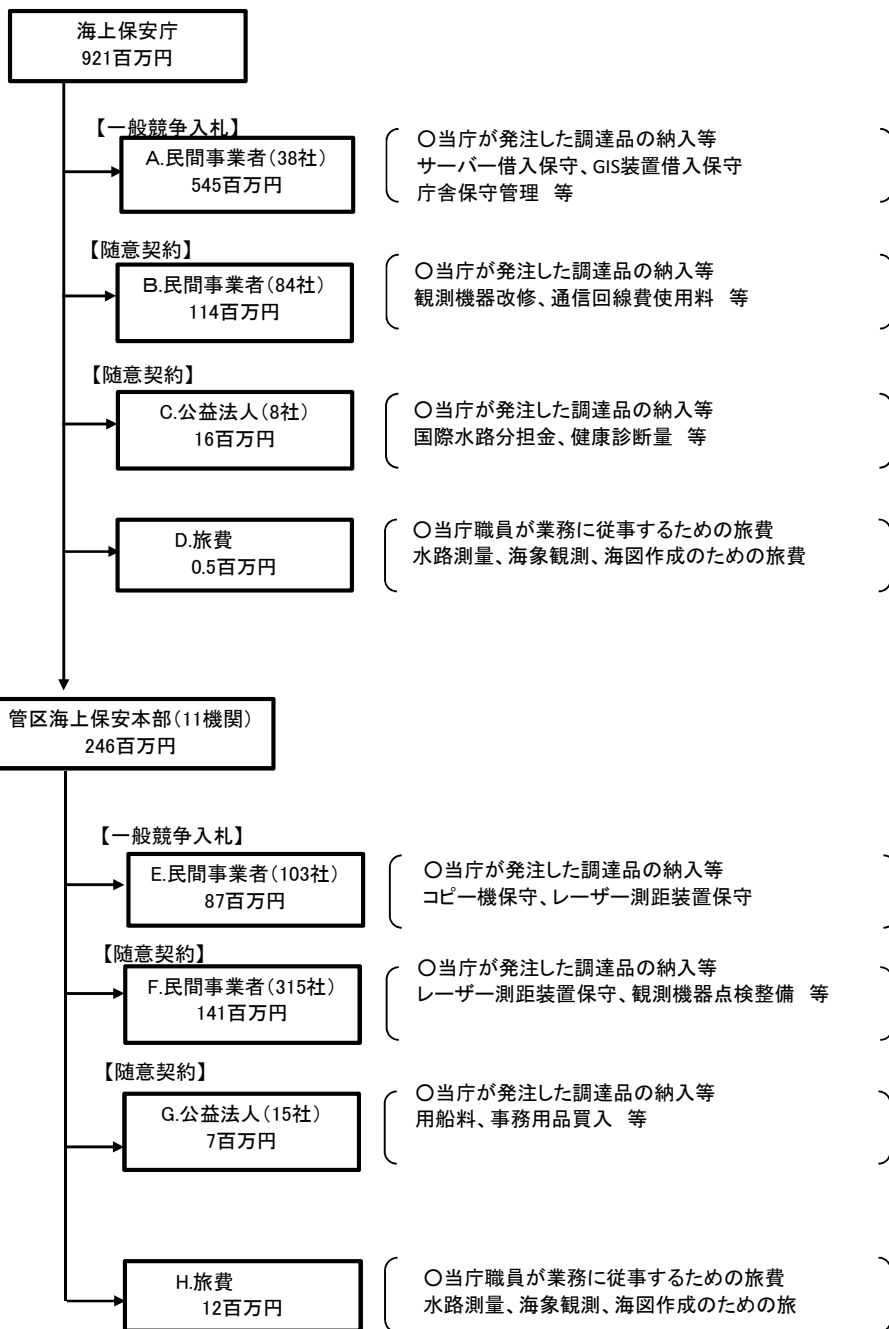 海上保安庁
921百万円
【一般競争入札】
A.民間事業者(38社)
545百万円
〇当庁が発注した調達品の納入等
サーバー借入保守、GIS装置借入保守
庁舎保守管理　等
【随意契約】
B.民間事業者(84社)
114百万円
〇当庁が発注した調達品の納入等
観測機器改修、通信回線費使用料　等
【随意契約】
C.公益法人(8社)
16百万円
〇当庁が発注した調達品の納入等
国際水路分担金、健康診断量　等
D.旅費
0.5百万円
〇当庁職員が業務に従事するための旅費
水路測量、海象観測、海図作成のための旅費
管区海上保安本部(11機関)
246百万円
【一般競争入札】
E.民間事業者(103社)
87百万円
〇当庁が発注した調達品の納入等
コピー機保守、レーザー測距装置保守
【随意契約】
F.民間事業者(315社)
141百万円
〇当庁が発注した調達品の納入等
レーザー測距装置保守、観測機器点検整備　等
【随意契約】
G.公益法人(15社)
7百万円
〇当庁が発注した調達品の納入等
用船料、事務用品買入　等
H.旅費
12百万円
〇当庁職員が業務に従事するための旅費
水路測量、海象観測、海図作成のための旅